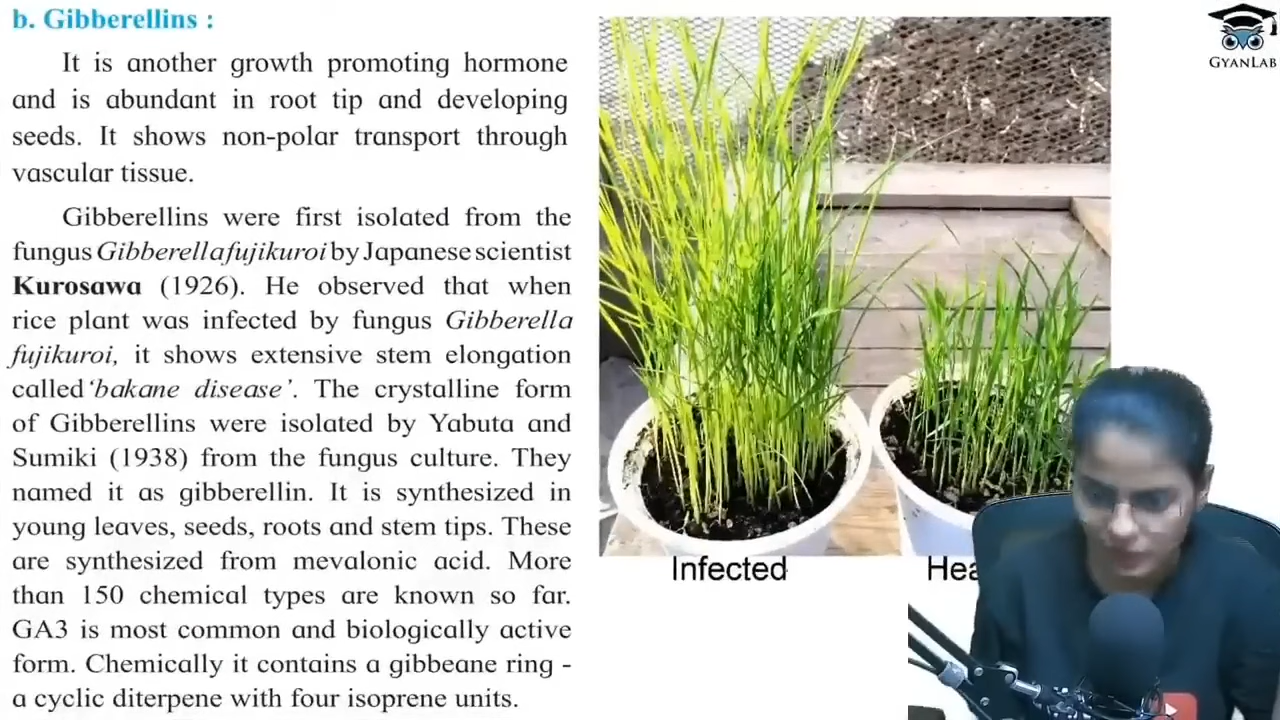 b. Gibberellins :
It is another growth promoting hormone
and is abundant in root tip and developing
seeds. It shows non-polar transport through
vascular tissue.
Gibberellins were first isolated from the
fungus Gibberella fujikuroi by Japanese scientist
Kurosawa (1926). He observed that when
rice plant was infected by fungus Gibberella
fujikuroi, it shows extensive stem elongation
called ‘bakane disease’. The crystalline form
of Gibberellins were isolated by Yabuta and
Sumiki (1938) from the fungus culture. They
named it as gibberellin. It is synthesized in
young leaves, seeds, roots and stem tips. These
are synthesized from mevalonic acid. More
than 150 chemical types are known so far.
GA3 is most common and biologically active
form. Chemically it contains a gibbeane ring -
a cyclic diterpene with four isoprene units.
Infected
GYANLAB